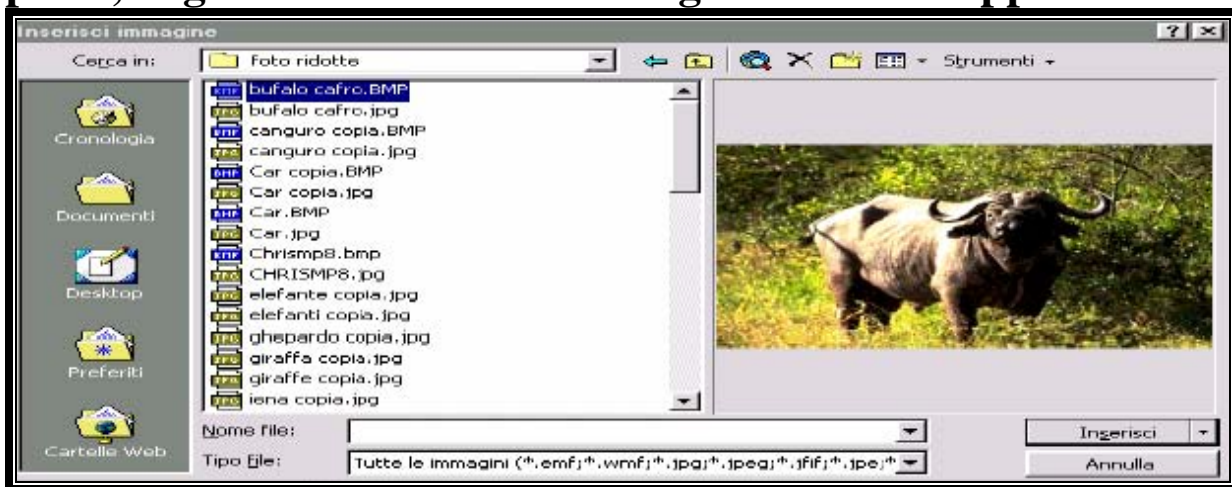 Inserisci immagine
Cerca in:
Foto ridotte
Strumenti
Cronologia
Documenti
Desktop
Preferiti
Cartelle Web
bufalo cafro.BMP
bufalo cafro.jpg
canguro copia.BMP
canguro copia.jpg
Car copia.BMP
Car copia.jpg
Car.BMP
Car.jpg
Chrismp8.bmp
CHRISMP8.jpg
elefante copia.jpg
elefanti copia.jpg
ghepardo copia.jpg
giraffa copia.jpg
giraffe copia.jpg
iena copia.jpg
Nome file:
Inserisci
Tipo file:
Tutte le immagini (*.emf;*.wmf;*.jpg;*.jpeg;*.jfif;*.jpe;*
Annulla